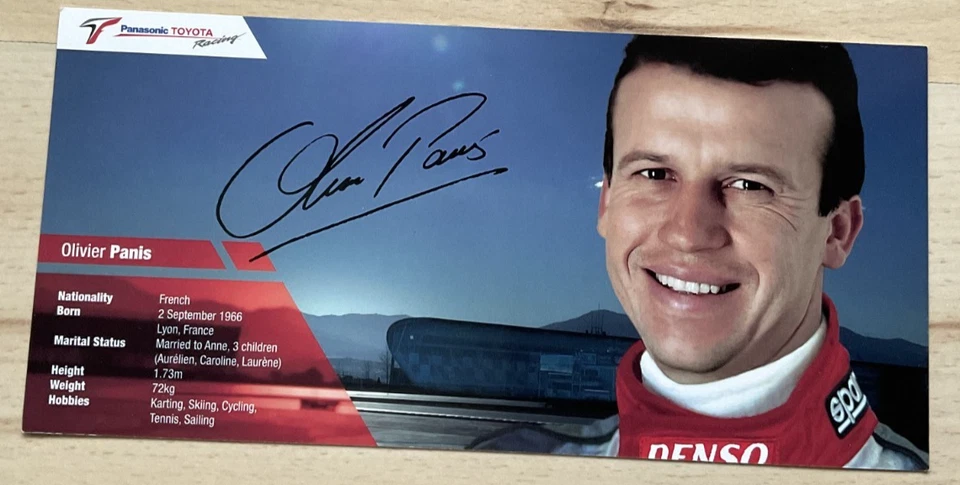 Panasonic TOYOTA
Racing
Olivier Panis
Olivier Panis
Nationality French
Born 2 September 1966
Lyon, France
Marital Status Married to Anne, 3 children
(Aurélien, Caroline, Laurène)
Height 1.73m
Weight 72kg
Hobbies Karting, Skiing, Cycling,
Tennis, Sailing
DENSO